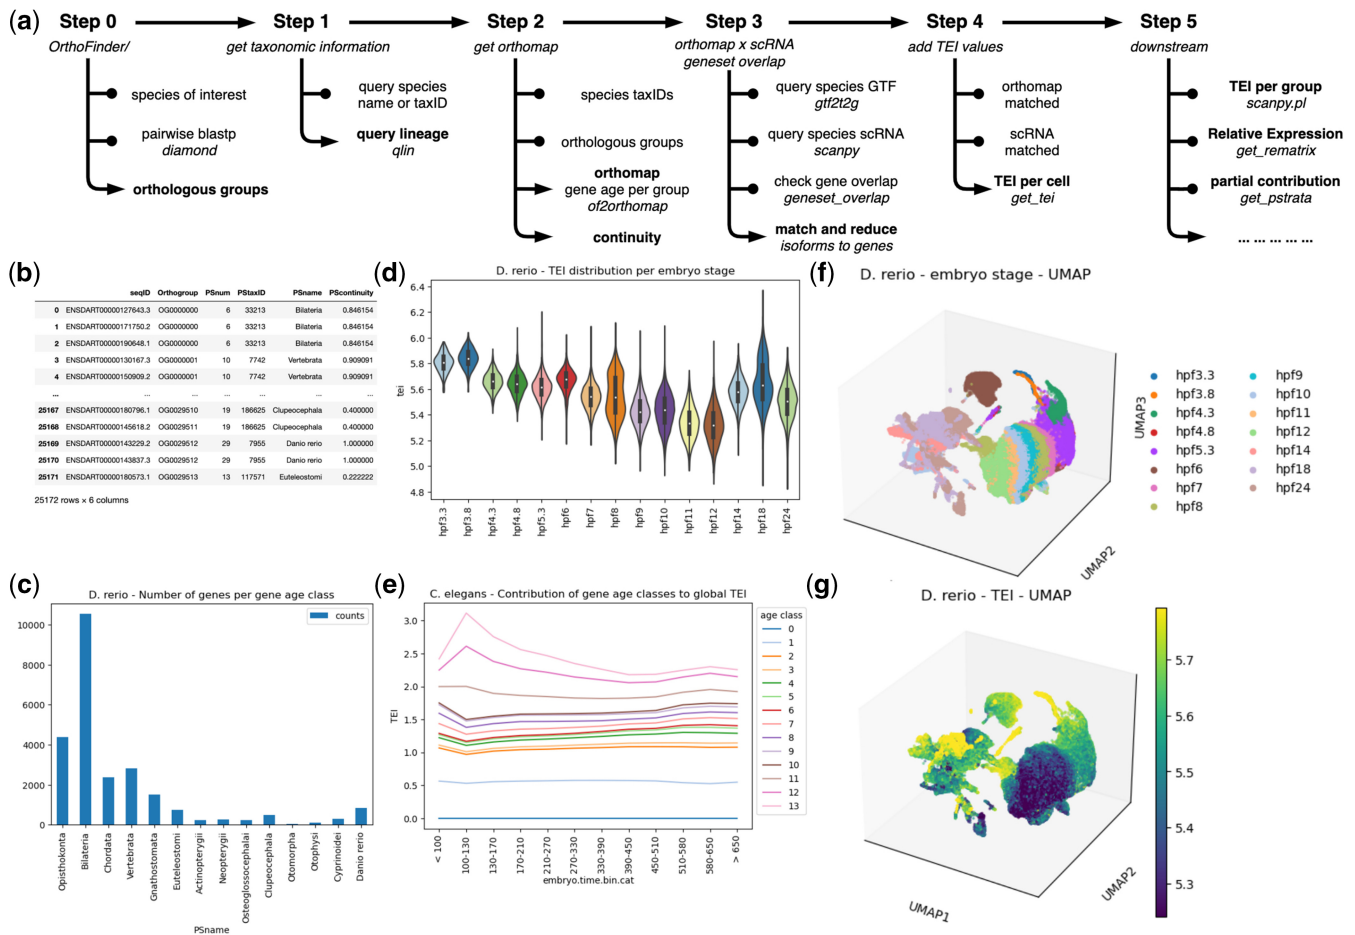 (a) Step 0 Step 1 Step 2 Step 3 Step 4 Step 5
OrthoFinder/ get taxonomic information get orthomap orthomap x scRNA geneset overlap add TEI values downstream
species of interest
pairwise blastp
diamond
orthologous groups
query species
name or taxID
query lineage
qlin
species taxIDs
orthologous groups
orthomap
gene age per group
of2orthomap
continuity
query species GTF
gtf2t2g
query species scRNA
scanpy
check gene overlap
geneset_overlap
match and reduce
isoforms to genes
orthomap
matched
scRNA
matched
TEI per cell
get_tei
TEI per group
scanpy.pl
Relative Expression
get_rematrix
partial contribution
get_pstrata
... ... ... ... ...
(b)
seqID Orthogroup PSnum PStaxID PSname PScontinuity
0 ENSDART00000127643.3 OG0000000 6 33213 Bilateria 0.846154
1 ENSDART00000171750.2 OG0000000 6 33213 Bilateria 0.846154
2 ENSDART00000190648.1 OG0000000 6 33213 Bilateria 0.846154
3 ENSDART00000130167.3 OG0000001 10 7742 Vertebrata 0.909091
4 ENSDART00000150909.2 OG0000001 10 7742 Vertebrata 0.909091
... ... ... ... ... ... ...
25167 ENSDART00000180796.1 OG0029510 19 186625 Clupeocephala 0.400000
25168 ENSDART00000145618.2 OG0029511 19 186625 Clupeocephala 0.400000
25169 ENSDART00000143229.2 OG0029512 29 7955 Danio rerio 1.000000
25170 ENSDART00000143837.3 OG0029512 29 7955 Danio rerio 1.000000
25171 ENSDART00000180573.1 OG0029513 13 117571 Euteleostomi 0.222222
25172 rows × 6 columns
(c)
D. rerio - Number of genes per gene age class
counts
10000
8000
6000
4000
2000
0
Opisthokonta
Bilateria
Chordata
Vertebrata
Gnathostomata
Euteleostomi
Actinopterygii
Neopterygii
Osteoglossocephalai
Clupeocephala
Otomorpha
Otophysi
Cyprinoidei
Danio rerio
PSname
(d)
D. rerio - TEI distribution per embryo stage
tei
6.4
6.2
6.0
5.8
5.6
5.4
5.2
5.0
4.8
hpf3.3
hpf3.8
hpf4.3
hpf4.8
hpf5.3
hpf6
hpf7
hpf8
hpf9
hpf10
hpf11
hpf12
hpf14
hpf18
hpf24
(e)
C. elegans - Contribution of gene age classes to global TEI
TEI
3.0
2.5
2.0
1.5
1.0
0.5
0.0
< 100
100-130
130-170
170-210
210-270
270-330
330-390
390-450
450-510
510-580
580-650
> 650
embryo.time.bin.cat
age class
0
1
2
3
4
5
6
7
8
9
10
11
12
13
(f)
D. rerio - embryo stage - UMAP
UMAP3
UMAP2
hpf3.3
hpf3.8
hpf4.3
hpf4.8
hpf5.3
hpf6
hpf7
hpf8
hpf9
hpf10
hpf11
hpf12
hpf14
hpf18
hpf24
(g)
D. rerio - TEI - UMAP
UMAP1
UMAP2
5.7
5.6
5.5
5.4
5.3